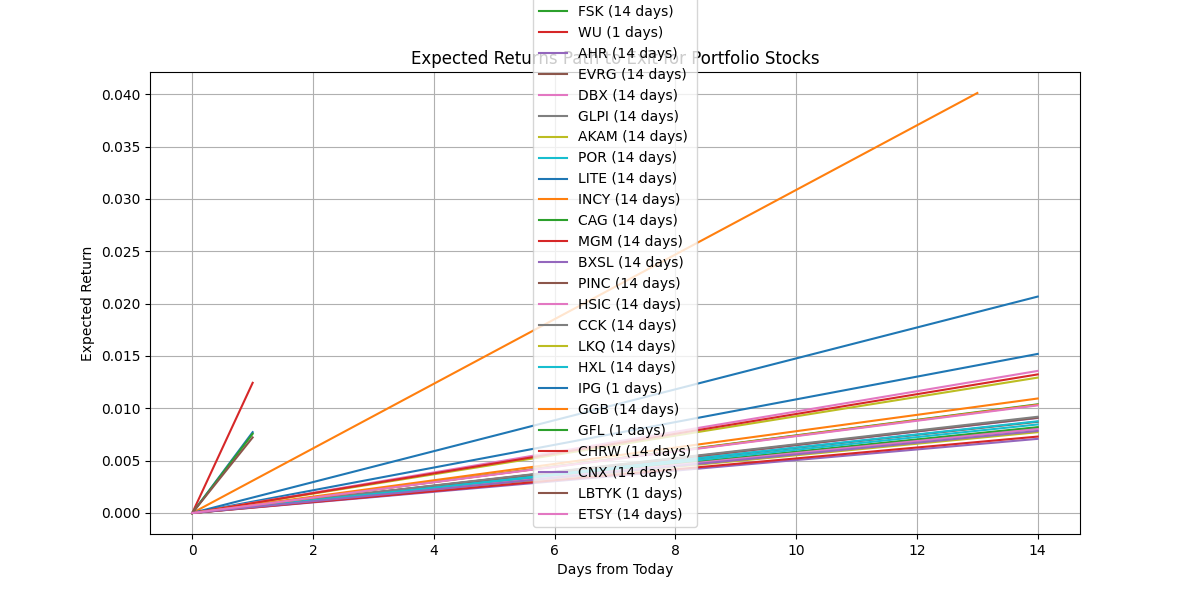 FSK (14 days)
WU (1 days)
AHR (14 days)
Expected Returns Path to Exit for Portfolio Stocks
EVRG (14 days)
DBX (14 days)
GLPI (14 days)
AKAM (14 days)
POR (14 days)
LITE (14 days)
INCY (14 days)
CAG (14 days)
MGM (14 days)
BXSL (14 days)
PINC (14 days)
HSIC (14 days)
CCK (14 days)
LKQ (14 days)
HXL (14 days)
IPG (1 days)
GGB (14 days)
GFL (1 days)
CHRW (14 days)
CNX (14 days)
LBTYK (1 days)
ETSY (14 days)
Expected Return
0.040
0.035
0.030
0.025
0.020
0.015
0.010
0.005
0.000
0 2 4 6 8 10 12 14
Days from Today